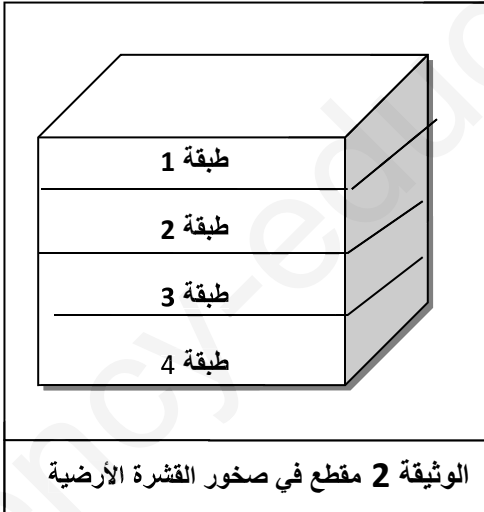 طبقة 1
طبقة 2
طبقة 3
طبقة 4
الوثيقة 2 مقطع في صخور القشرة الأرضية